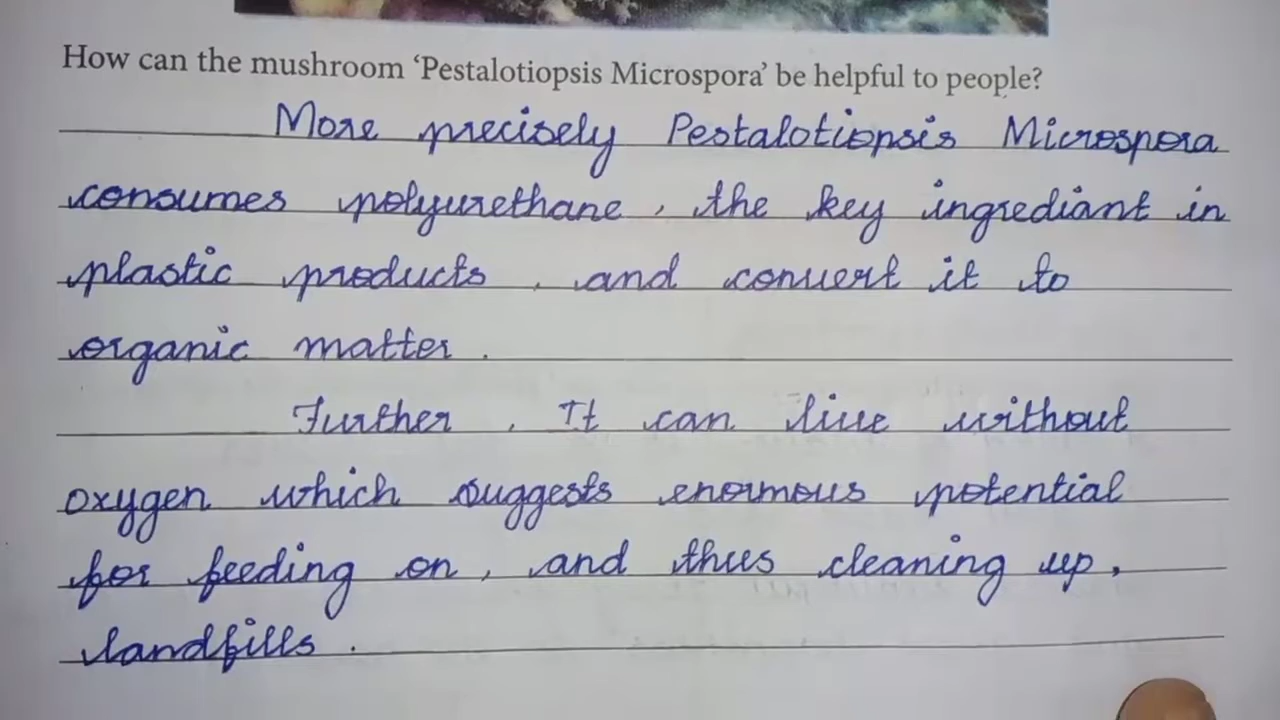 How can the mushroom ‘Pestalotiopsis Microspora’ be helpful to people?
More precisely Pestalotiopsis Microspora
consumes polyurethane, the key ingrediant in
plastic products, and convert it to
organic matter.
Further, It can live without
oxygen which suggests enormous potential
for feeding on, and thus cleaning up,
landfills.